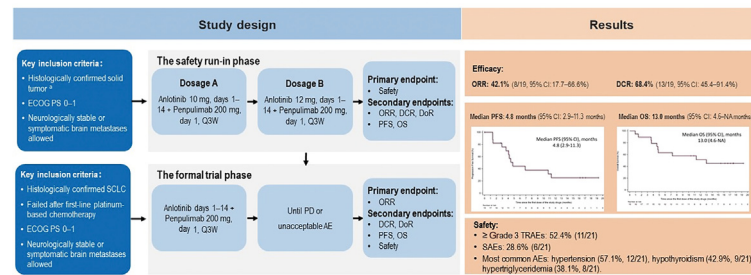 Study design
Results
Key inclusion criteria:
• Histologically confirmed solid
tumor a
• ECOG PS 0–1
• Neurologically stable or
symptomatic brain metastases
allowed
The safety run-in phase
Dosage A
Anlotinib 10 mg, days 1–
14 + Penpulimab 200 mg,
day 1, Q3W
Dosage B
Anlotinib 12 mg, days 1–
14 + Penpulimab 200 mg,
day 1, Q3W
Primary endpoint:
• Safety
Secondary endpoints:
• ORR, DCR, DoR
• PFS, OS
Key inclusion criteria:
• Histologically confirmed SCLC
• Failed after first-line platinum-
based chemotherapy
• ECOG PS 0–1
• Neurologically stable or
symptomatic brain metastases
allowed
The formal trial phase
Anlotinib days 1–14 +
Penpulimab 200 mg,
day 1, Q3W
Until PD or
unacceptable AE
Primary endpoint:
• ORR
Secondary endpoints:
• DCR, DoR
• PFS, OS
• Safety
Efficacy:
ORR: 42.1% (8/19, 95% CI: 17.7–66.6%)
DCR: 68.4% (13/19, 95% CI: 45.4–91.4%)
Median PFS: 4.8 months (95% CI: 2.9–11.3 months)
Median PFS (95% CI), months
4.8 (2.9-11.3)
Median OS: 13.0 months (95% CI: 4.6–NA months)
Median OS (95% CI), months
13.0 (4.6-NA)
Safety:
• ≥ Grade 3 TRAEs: 52.4% (11/21)
• SAEs: 28.6% (6/21)
• Most common AEs: hypertension (57.1%, 12/21), hypothyroidism (42.9%, 9/21)
hypertriglyceridemia (38.1%, 8/21).